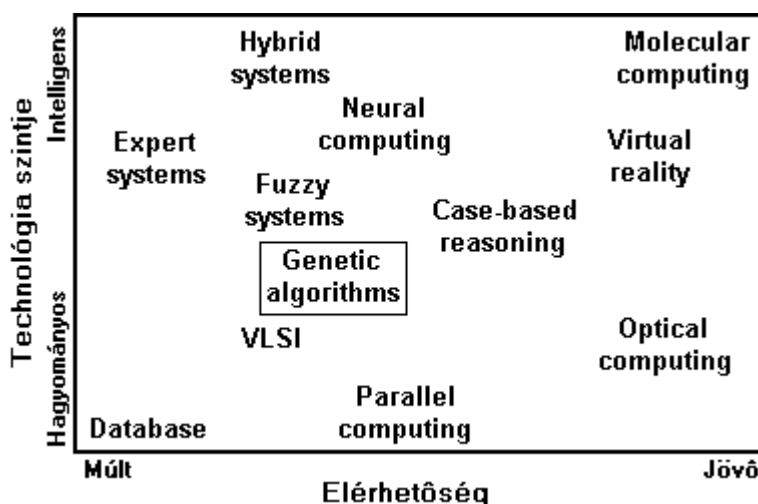 Technológia szintje
Intelligens
Hagyományos
Hybrid
systems
Molecular
computing
Neural
computing
Expert
systems
Virtual
reality
Fuzzy
systems
Case-based
reasoning
Genetic
algorithms
VLSI
Optical
computing
Parallel
computing
Database
Múlt
Jövô
Elérhetôség